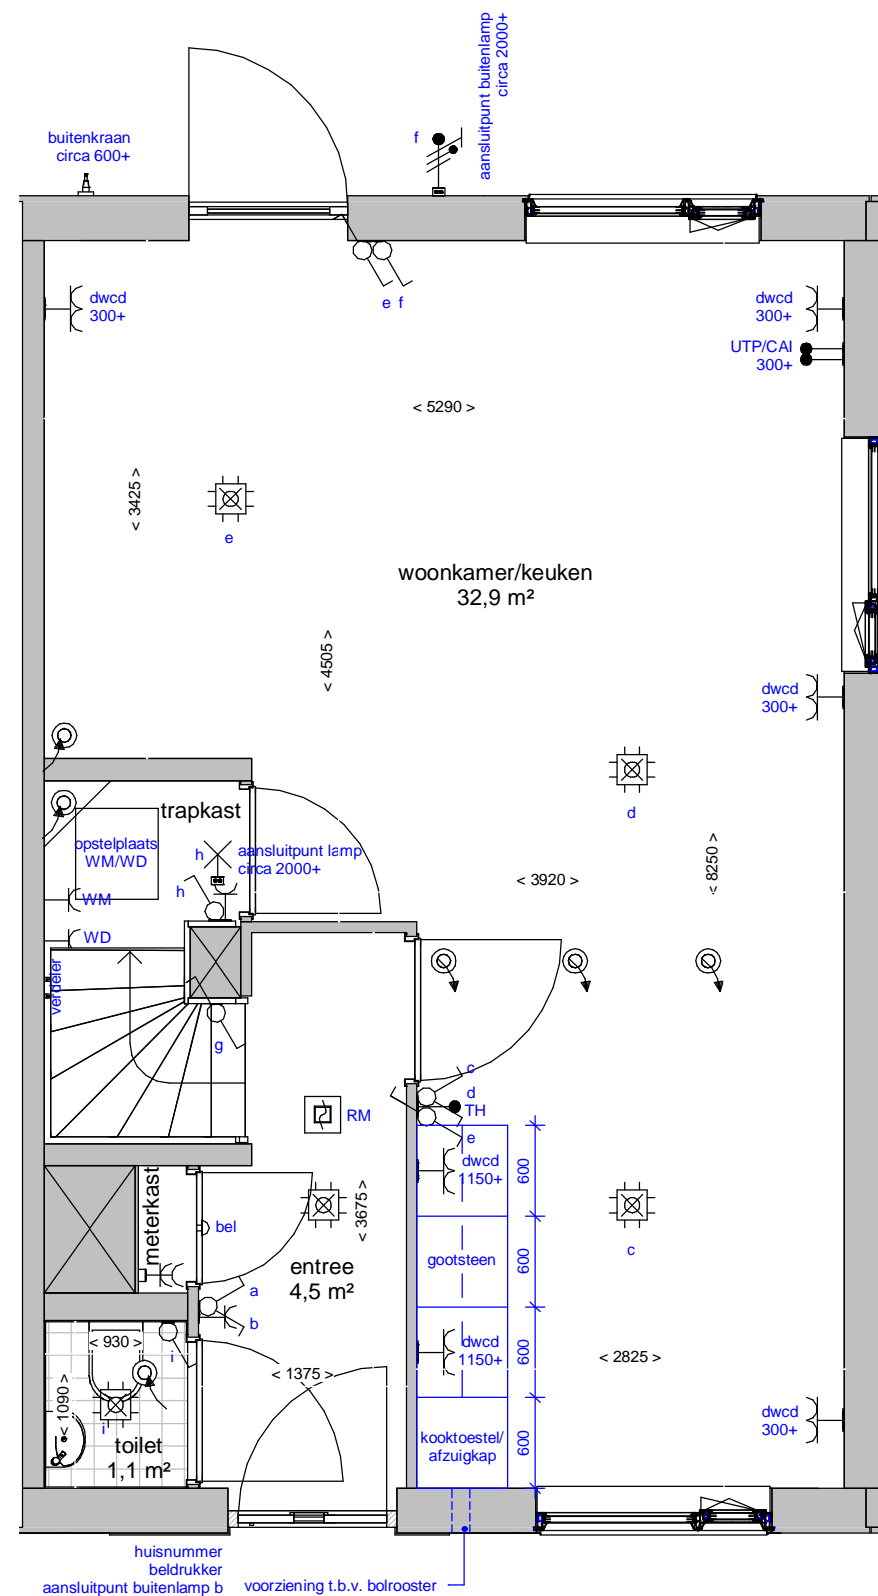 aansluitpunt buitenlamp
circa 2000+
buitenkraan
circa 600+
f
e f
dwcd
300+
dwcd
300+
UTP/CAI
300+
< 5290 >
< 3425 >
e
woonkamer/keuken
32,9 m²
< 4505 >
dwcd
300+
d
trapkast
opstelplaats
WM/WD
h
aansluitpunt lamp
circa 2000+
h
WM
WD
verdeler
< 3920 >
< 8250 >
g
c
d
TH
e
RM
dwcd
1150+
600
meterkast
bel
< 3675 >
entree
4,5 m²
a
b
gootsteen
600
c
i
< 930 >
< 1090 >
i
toilet
1,1 m²
< 1375 >
dwcd
1150+
600
< 2825 >
kooktoestel/
afzuigkap
600
dwcd
300+
huisnummer
beldrukker
aansluitpunt buitenlamp b
voorziening t.b.v. bolrooster